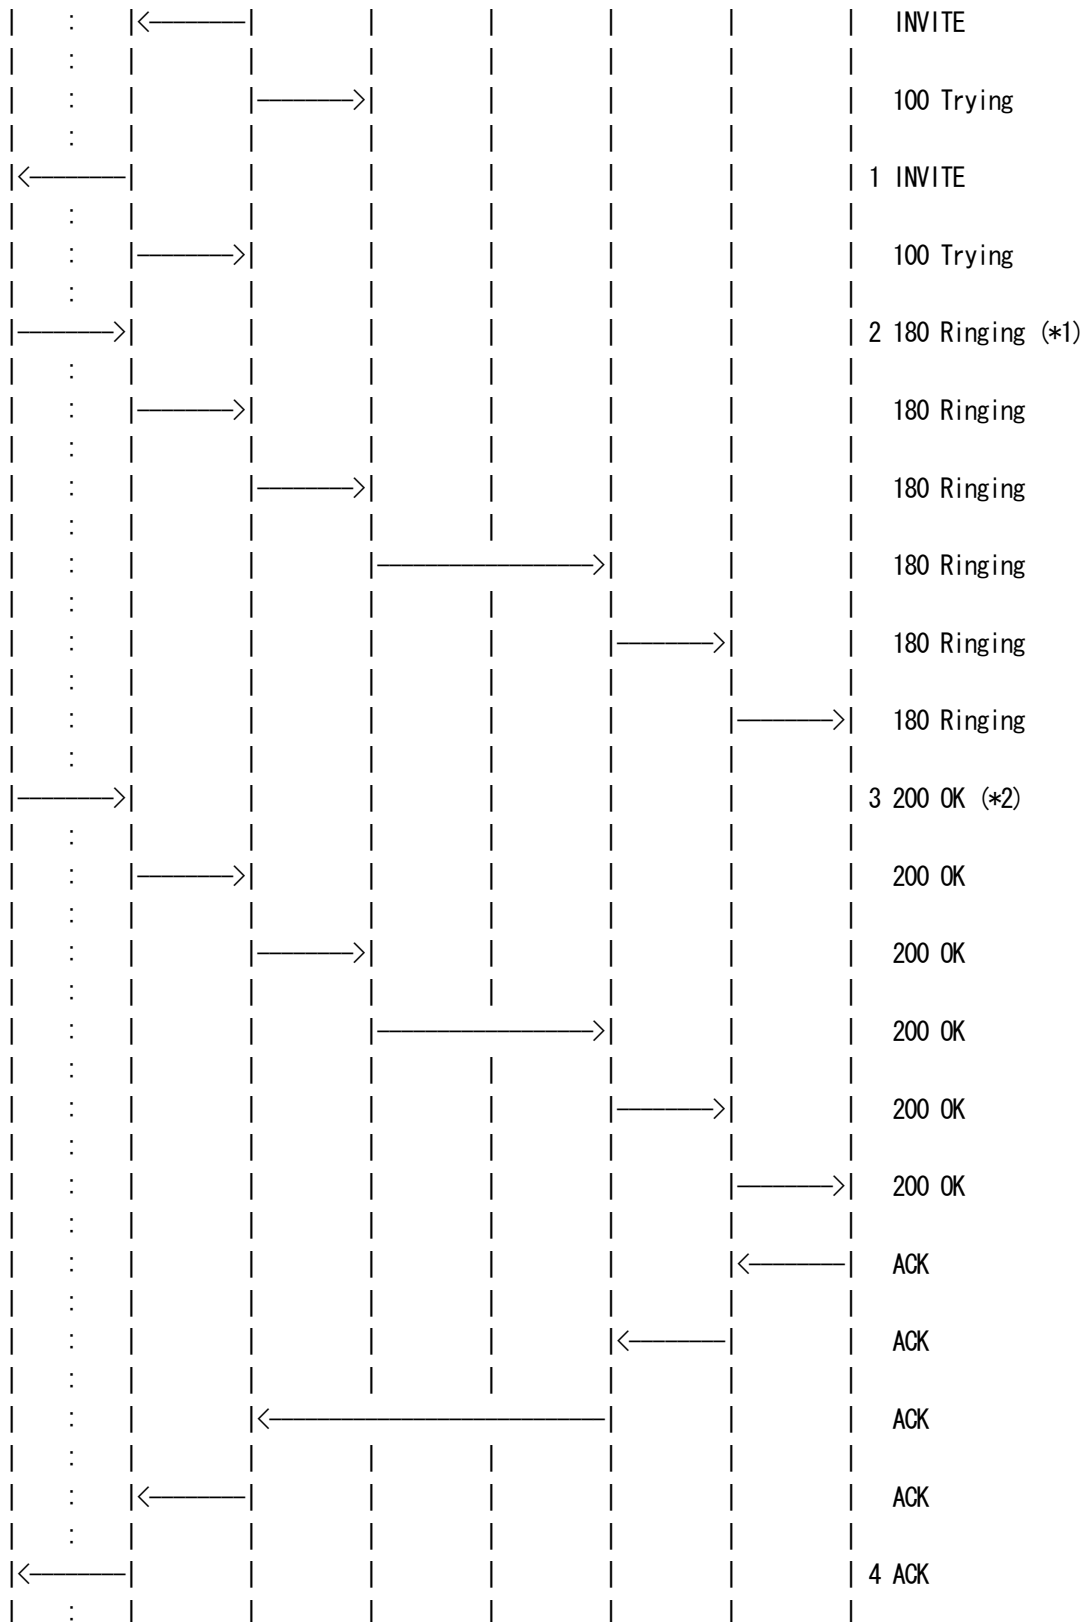 INVITE
100 Trying
1 INVITE
100 Trying
2 180 Ringing (*1)
180 Ringing
180 Ringing
180 Ringing
180 Ringing
180 Ringing
3 200 OK (*2)
200 OK
200 OK
200 OK
200 OK
200 OK
ACK
ACK
ACK
ACK
4 ACK